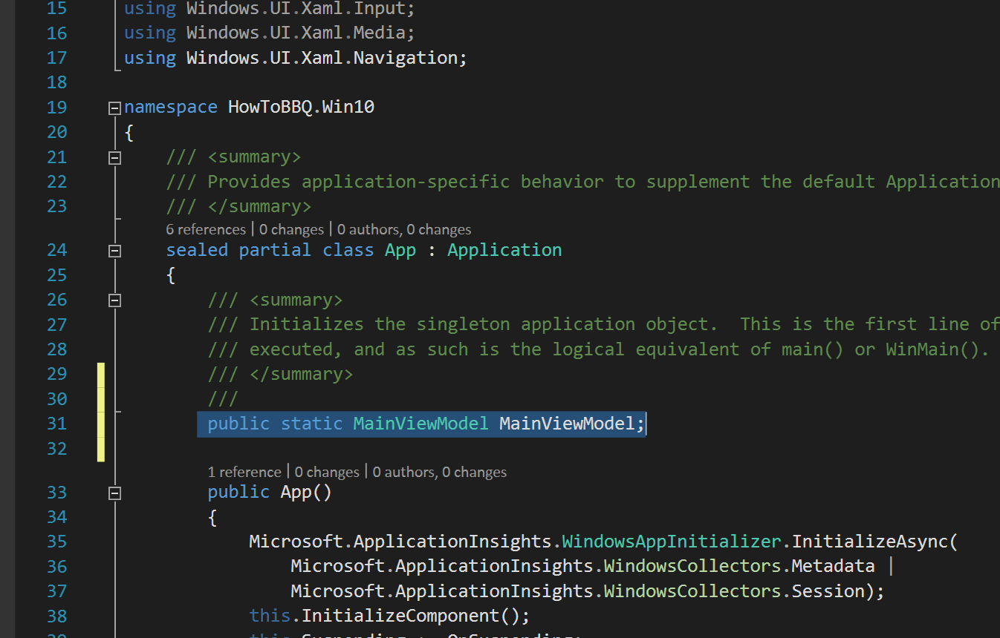 15 using Windows.UI.Xaml.Input;
16 using Windows.UI.Xaml.Media;
17 using Windows.UI.Xaml.Navigation;
18
19 namespace HowToBBQ.Win10
20 {
21 /// <summary>
22 /// Provides application-specific behavior to supplement the default Application
23 /// </summary>
6 references | 0 changes | 0 authors, 0 changes
24 sealed partial class App : Application
25 {
26 /// <summary>
27 /// Initializes the singleton application object.  This is the first line of
28 /// executed, and as such is the logical equivalent of main() or WinMain().
29 /// </summary>
30 ///
31 public static MainViewModel MainViewModel;
32
1 reference | 0 changes | 0 authors, 0 changes
33 public App()
34 {
35 Microsoft.ApplicationInsights.WindowsAppInitializer.InitializeAsync(
36 Microsoft.ApplicationInsights.WindowsCollectors.Metadata |
37 Microsoft.ApplicationInsights.WindowsCollectors.Session);
38 this.InitializeComponent();